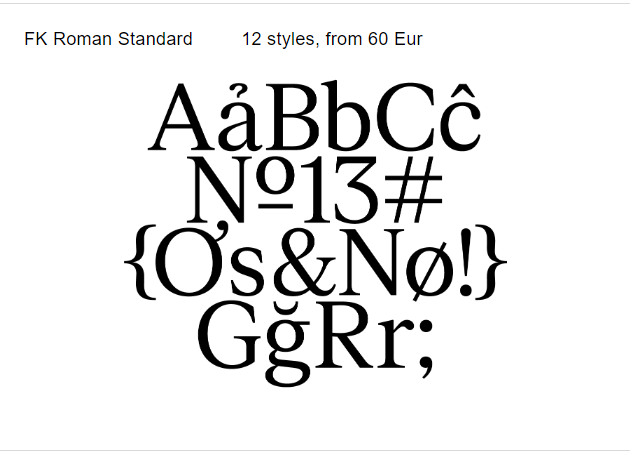 FK Roman Standard 12 styles, from 60 Eur
AảBbCĉ
Nº13#
{Ơs&Nø!}
GğRr;